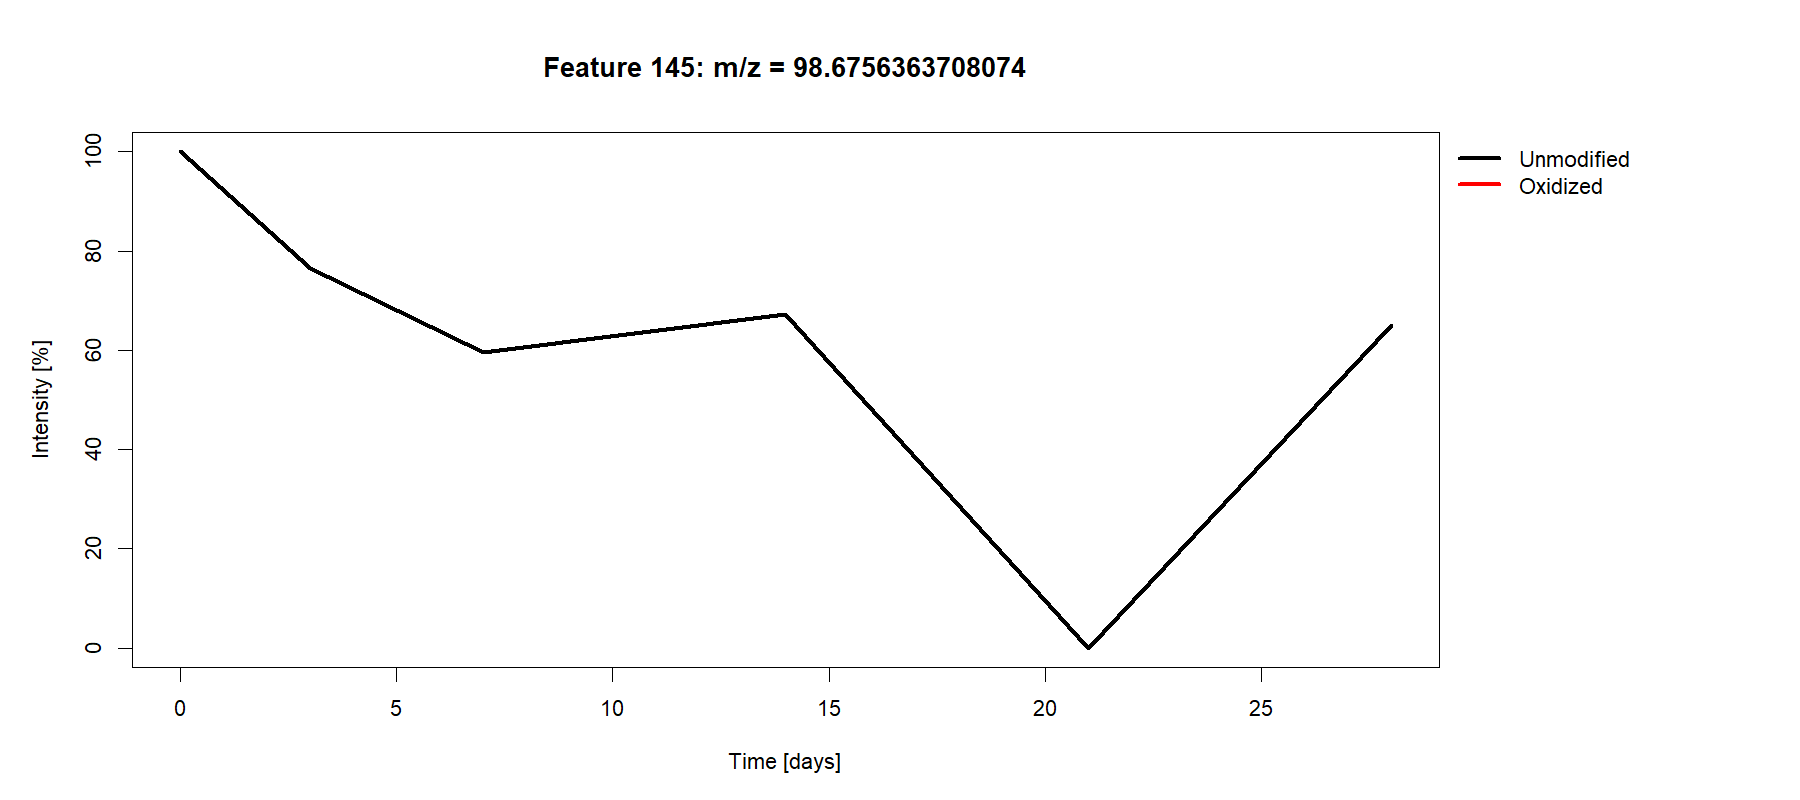 Feature 145: m/z = 98.6756363708074
Unmodified
Oxidized
Intensity [%]
100
80
60
40
20
0
0 5 10 15 20 25
Time [days]